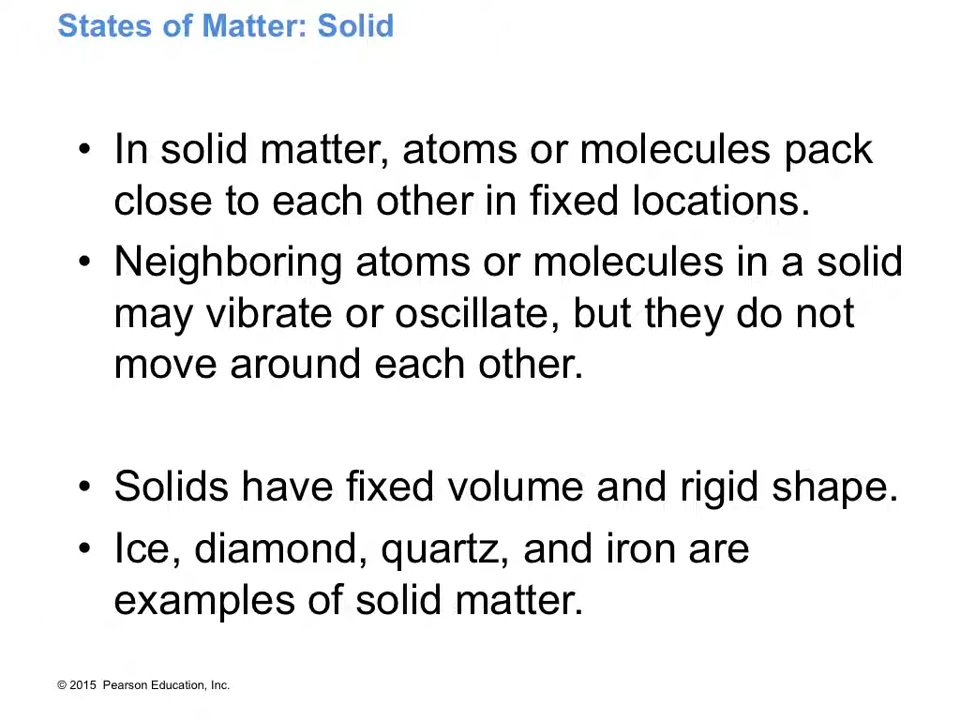 States of Matter: Solid
• In solid matter, atoms or molecules pack
close to each other in fixed locations.
• Neighboring atoms or molecules in a solid
may vibrate or oscillate, but they do not
move around each other.
• Solids have fixed volume and rigid shape.
• Ice, diamond, quartz, and iron are
examples of solid matter.
© 2015 Pearson Education, Inc.